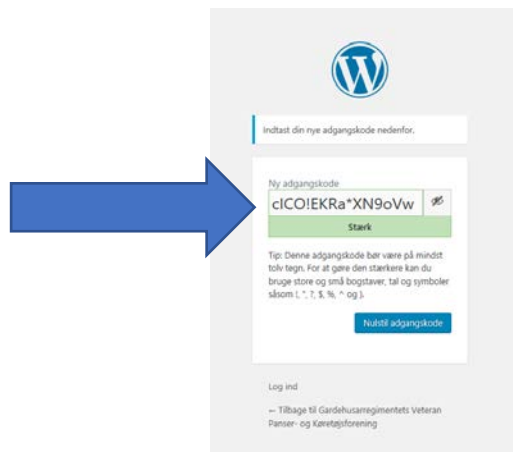 Indtast din nye adgangskode nedenfor.
Ny adgangskode
cICO!EKRa*XN9oVw
Stærk
Tip: Denne adgangskode bør være på mindst
tolv tegn. For at gøre den stærkere kan du
bruge store og små bogstaver, tal og symboler
såsom !, ", ?, $, %, ^ og ).
Nulstil adgangskode
Log ind
← Tilbage til Gardehusarregimentets Veteran
Panser- og Køretøjsforening